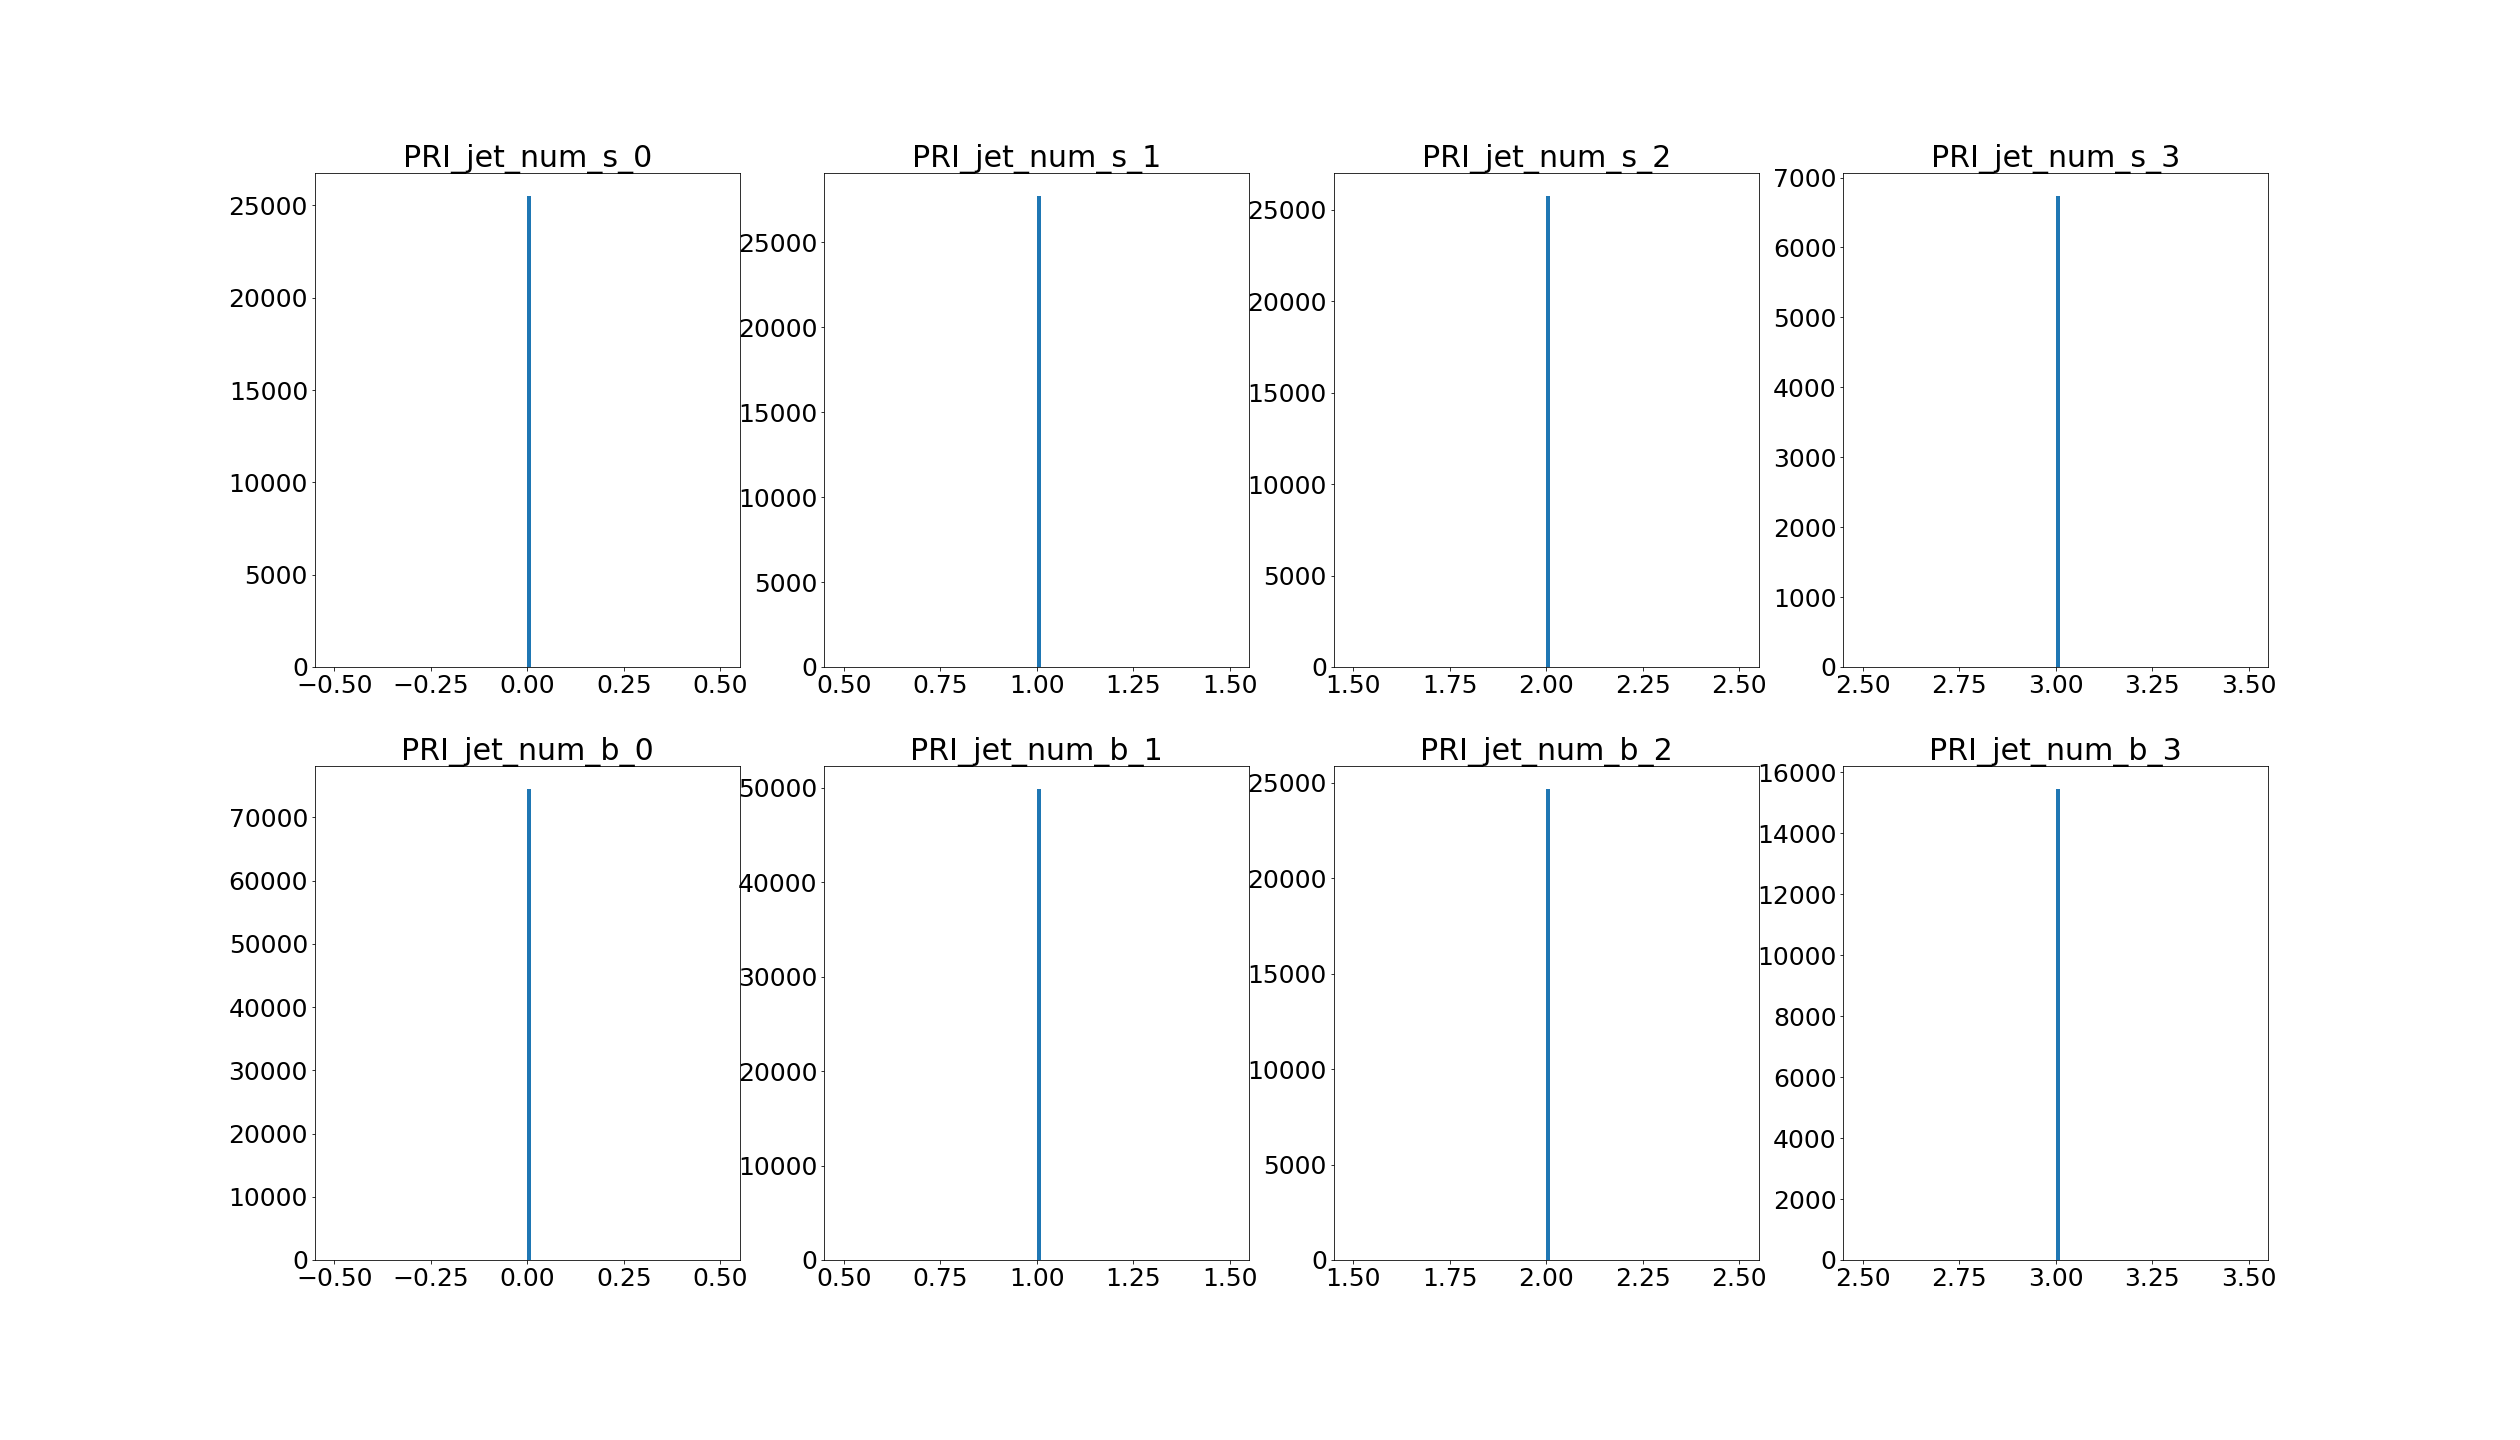 PRI_jet_num_s_0 PRI_jet_num_s_1 PRI_jet_num_s_2 PRI_jet_num_s_3
25000 25000 25000 7000
20000 20000 20000 6000
15000 15000 15000 5000
10000 10000 10000 4000
5000 5000 5000 3000
2000
1000
0 0 0 0
−0.50 −0.25 0.00 0.25 0.50 0.50 0.75 1.00 1.25 1.50 1.50 1.75 2.00 2.25 2.50 2.50 2.75 3.00 3.25 3.50
PRI_jet_num_b_0 PRI_jet_num_b_1 PRI_jet_num_b_2 PRI_jet_num_b_3
70000 50000 25000 16000
60000 40000 20000 14000
50000 30000 15000 12000
40000 20000 10000 10000
30000 10000 5000 8000
20000 6000
10000 4000
2000
0 0 0 0
−0.50 −0.25 0.00 0.25 0.50 0.50 0.75 1.00 1.25 1.50 1.50 1.75 2.00 2.25 2.50 2.50 2.75 3.00 3.25 3.50